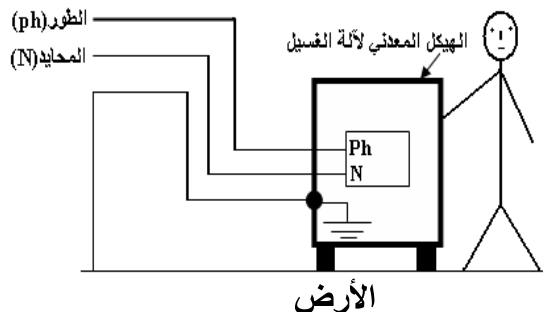 الطور(ph)
المحايد(N)
الهيكل المعدني لآلة الغسيل
Ph
N
الأرض